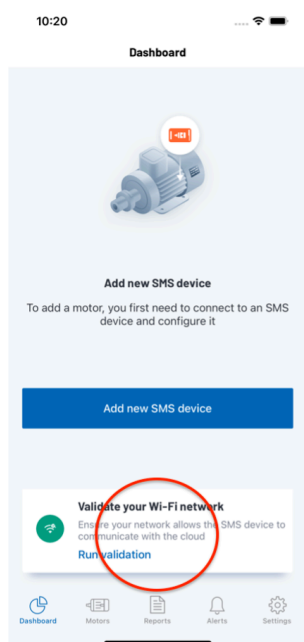 10:20
Dashboard
Add new SMS device
To add a motor, you first need to connect to an SMS
device and configure it
Add new SMS device
Validate your Wi-Fi network
Ensure your network allows the SMS device to
communicate with the cloud
Run validation
Dashboard Motors Reports Alerts Settings